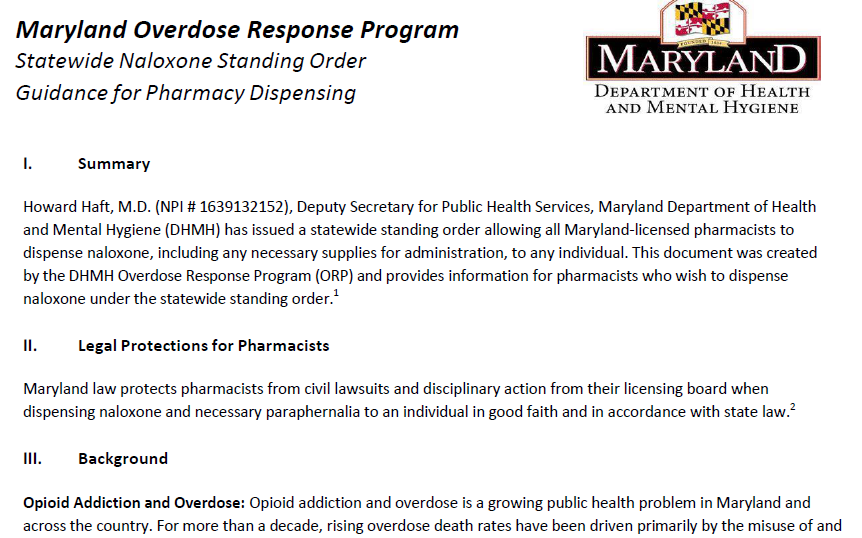 Maryland Overdose Response Program
Statewide Naloxone Standing Order
Guidance for Pharmacy Dispensing
MARYLAND
DEPARTMENT OF HEALTH
AND MENTAL HYGIENE
I. Summary
Howard Haft, M.D. (NPI # 1639132152), Deputy Secretary for Public Health Services, Maryland Department of Health
and Mental Hygiene (DHMH) has issued a statewide standing order allowing all Maryland-licensed pharmacists to
dispense naloxone, including any necessary supplies for administration, to any individual. This document was created
by the DHMH Overdose Response Program (ORP) and provides information for pharmacists who wish to dispense
naloxone under the statewide standing order.1
II. Legal Protections for Pharmacists
Maryland law protects pharmacists from civil lawsuits and disciplinary action from their licensing board when
dispensing naloxone and necessary paraphernalia to an individual in good faith and in accordance with state law.2
III. Background
Opioid Addiction and Overdose: Opioid addiction and overdose is a growing public health problem in Maryland and
across the country. For more than a decade, rising overdose death rates have been driven primarily by the misuse of and